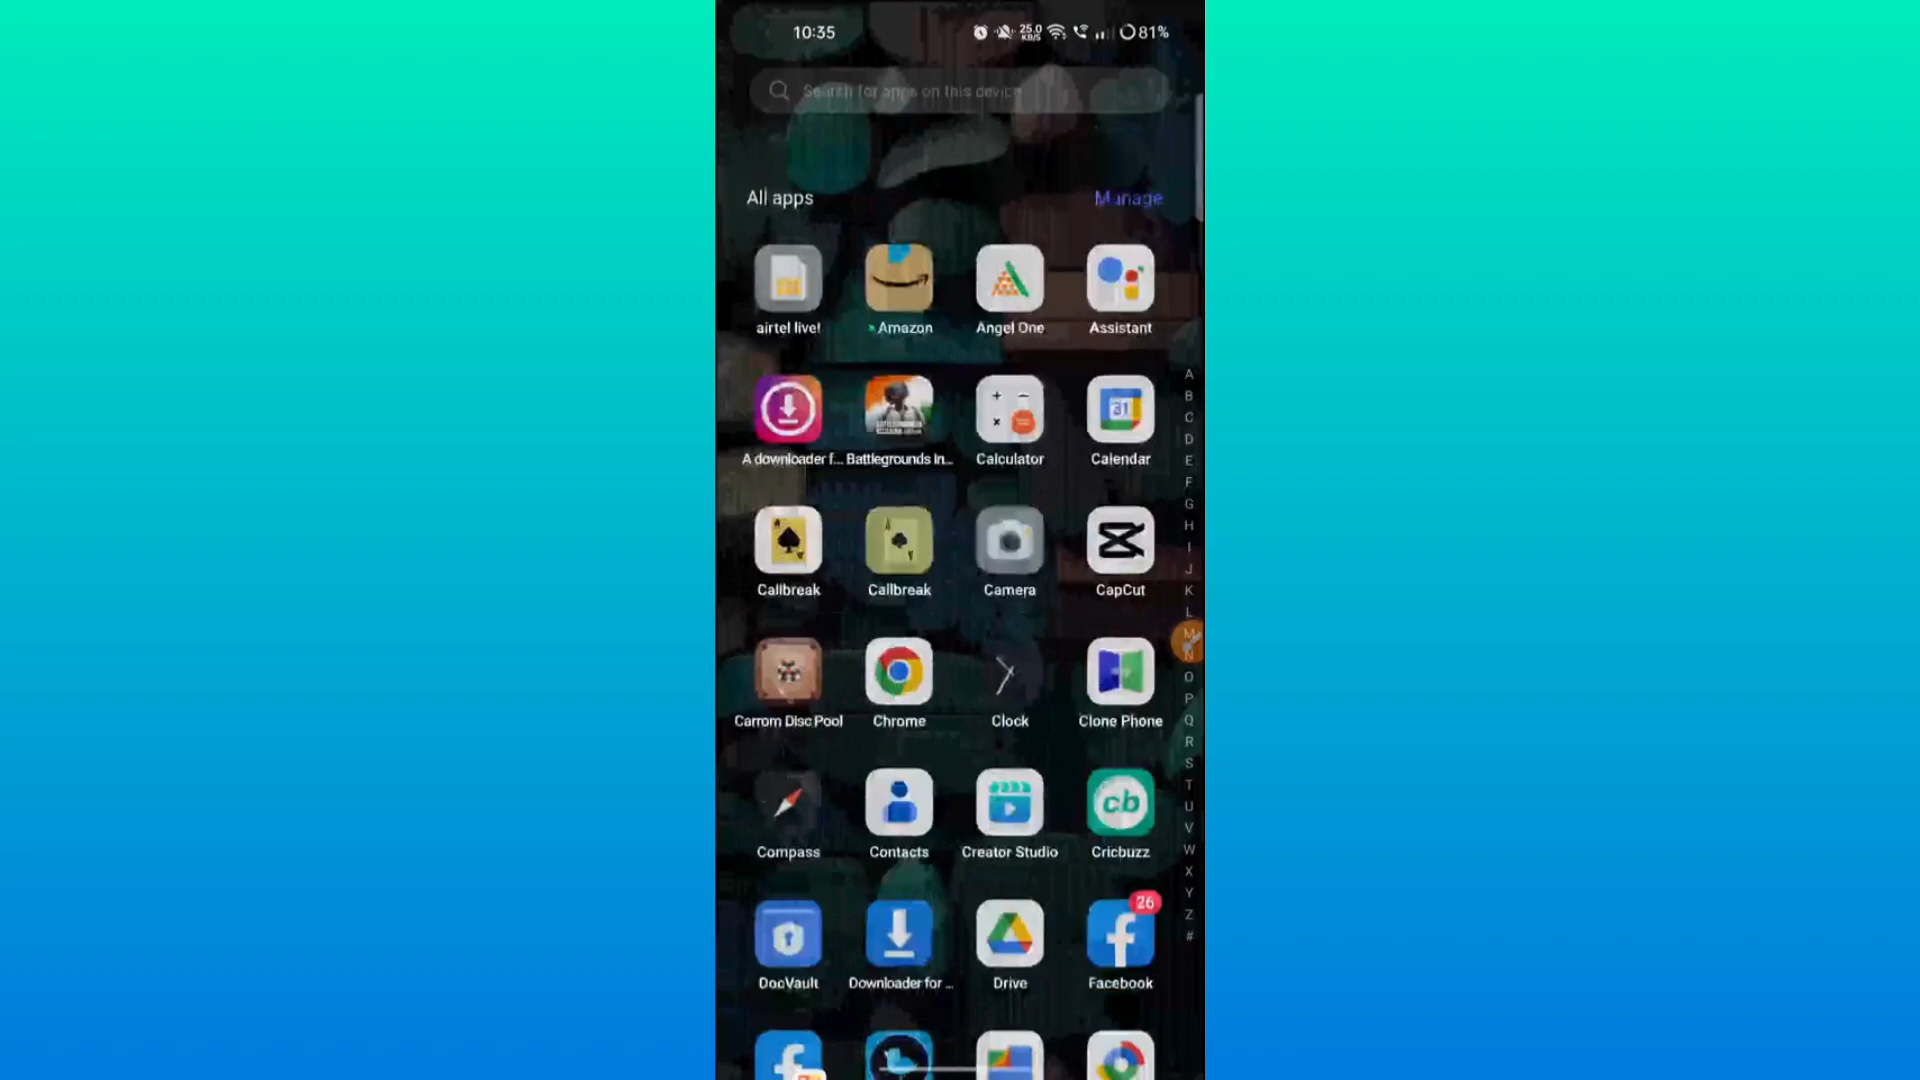 10:35 25.0 KB/S 81%
Search for apps on this device
All apps Manage
airtel live! Amazon Angel One Assistant
A downloader f... Battlegrounds In... Calculator Calendar
Callbreak Callbreak Camera CapCut
Carrom Disc Pool Chrome Clock Clone Phone
Compass Contacts Creator Studio Cricbuzz
cb
26
DocVault Downloader for ... Drive Facebook
31
A
B
C
D
E
F
G
H
I
J
K
L
M
N
O
P
Q
R
S
T
U
V
W
X
Y
Z
#